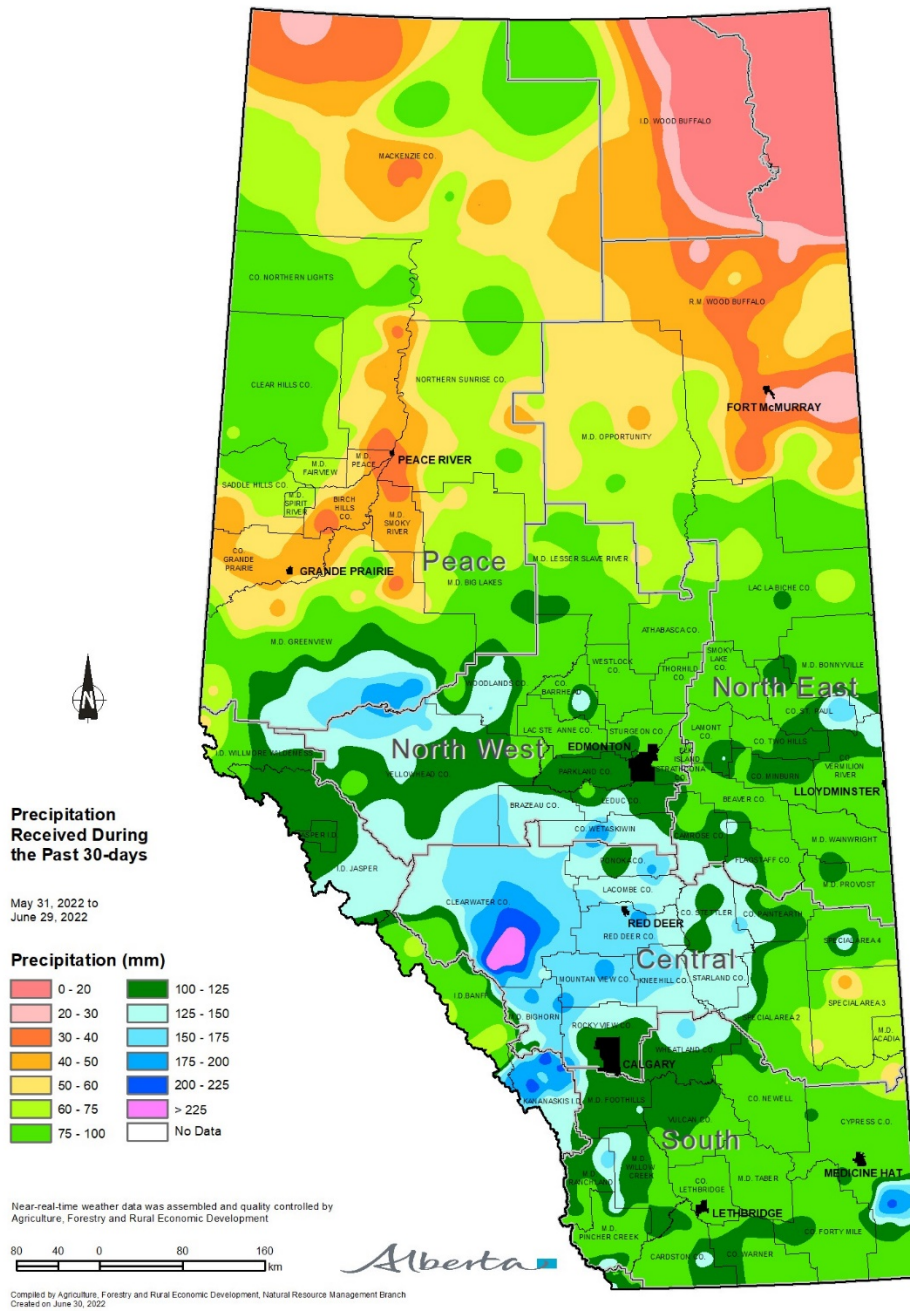 I.D. WOOD BUFFALO
MACKENZIE CO.
CO. NORTHERN LIGHTS
R.M. WOOD BUFFALO
CLEAR HILLS CO.
NORTHERN SUNRISE CO.
FORT McMURRAY
M.D. OPPORTUNITY
M.D.
PEACE
PEACE RIVER
M.D.
FAIRVIEW
SADDLE HILLS CO.
M.D.
SPIRIT
RIVER
BIRCH
HILLS
CO.
M.D.
SMOKY
RIVER
CO.
GRANDE
PRAIRIE
GRANDE PRAIRIE
Peace
M.D. BIG LAKES
M.D. LESSER SLAVE RIVER
LAC LA BICHE CO.
M.D. GREENVIEW
ATHABASCA CO.
WOODLANDS CO.
WESTLOCK
CO.
THORHILD
CO.
SMOKY
LAKE
CO.
M.D. BONNYVILLE
CO.
BARRHEAD
North East
CO. ST. PAUL
LAC STE. ANNE CO.
STURGEON CO.
LAMONT
CO.
CO. TWO HILLS
I.D. WILLMORE WILDERNESS
North West
EDMONTON
ELK
ISLAND
STRATHCONA
CO.
CO.
VERMILION
RIVER
YELLOWHEAD CO.
PARKLAND CO.
CO. MINBURN
LLOYDMINSTER
BRAZEAU CO.
LEDUC CO.
BEAVER CO.
CO. WETASKIWIN
CAMROSE CO.
M.D. WAINWRIGHT
JASPER I.D.
I.D. JASPER
PONOKA CO.
FLAGSTAFF CO.
M.D. PROVOST
CLEARWATER CO.
LACOMBE CO.
CO. STETTLER
CO. PAINTEARTH
RED DEER
RED DEER CO.
SPECIAL AREA 4
Central
I.D. BANFF
MOUNTAIN VIEW CO.
KNEEHILL CO.
STARLAND CO.
SPECIAL AREA 3
M.D. BIGHORN
ROCKY VIEW CO.
SPECIAL AREA 2
M.D.
ACADIA
WHEATLAND CO.
CALGARY
KANANASKIS I.D.
M.D. FOOTHILLS
CO. NEWELL
VULCAN CO.
CYPRESS CO.
South
M.D.
RANCHLAND
M.D.
WILLOW
CREEK
MEDICINE HAT
CO.
LETHBRIDGE
M.D. TABER
LETHBRIDGE
M.D.
PINCHER CREEK
CO. FORTY MILE
CARDSTON CO.
CO. WARNER
N
Precipitation
Received During
the Past 30-days
May 31, 2022 to
June 29, 2022
Precipitation (mm)
0 - 20
20 - 30
30 - 40
40 - 50
50 - 60
60 - 75
75 - 100
100 - 125
125 - 150
150 - 175
175 - 200
200 - 225
> 225
No Data
Near-real-time weather data was assembled and quality controlled by
Agriculture, Forestry and Rural Economic Development
80 40 0 80 160
km
Alberta
Compiled by Agriculture, Forestry and Rural Economic Development, Natural Resource Management Branch
Created on June 30, 2022